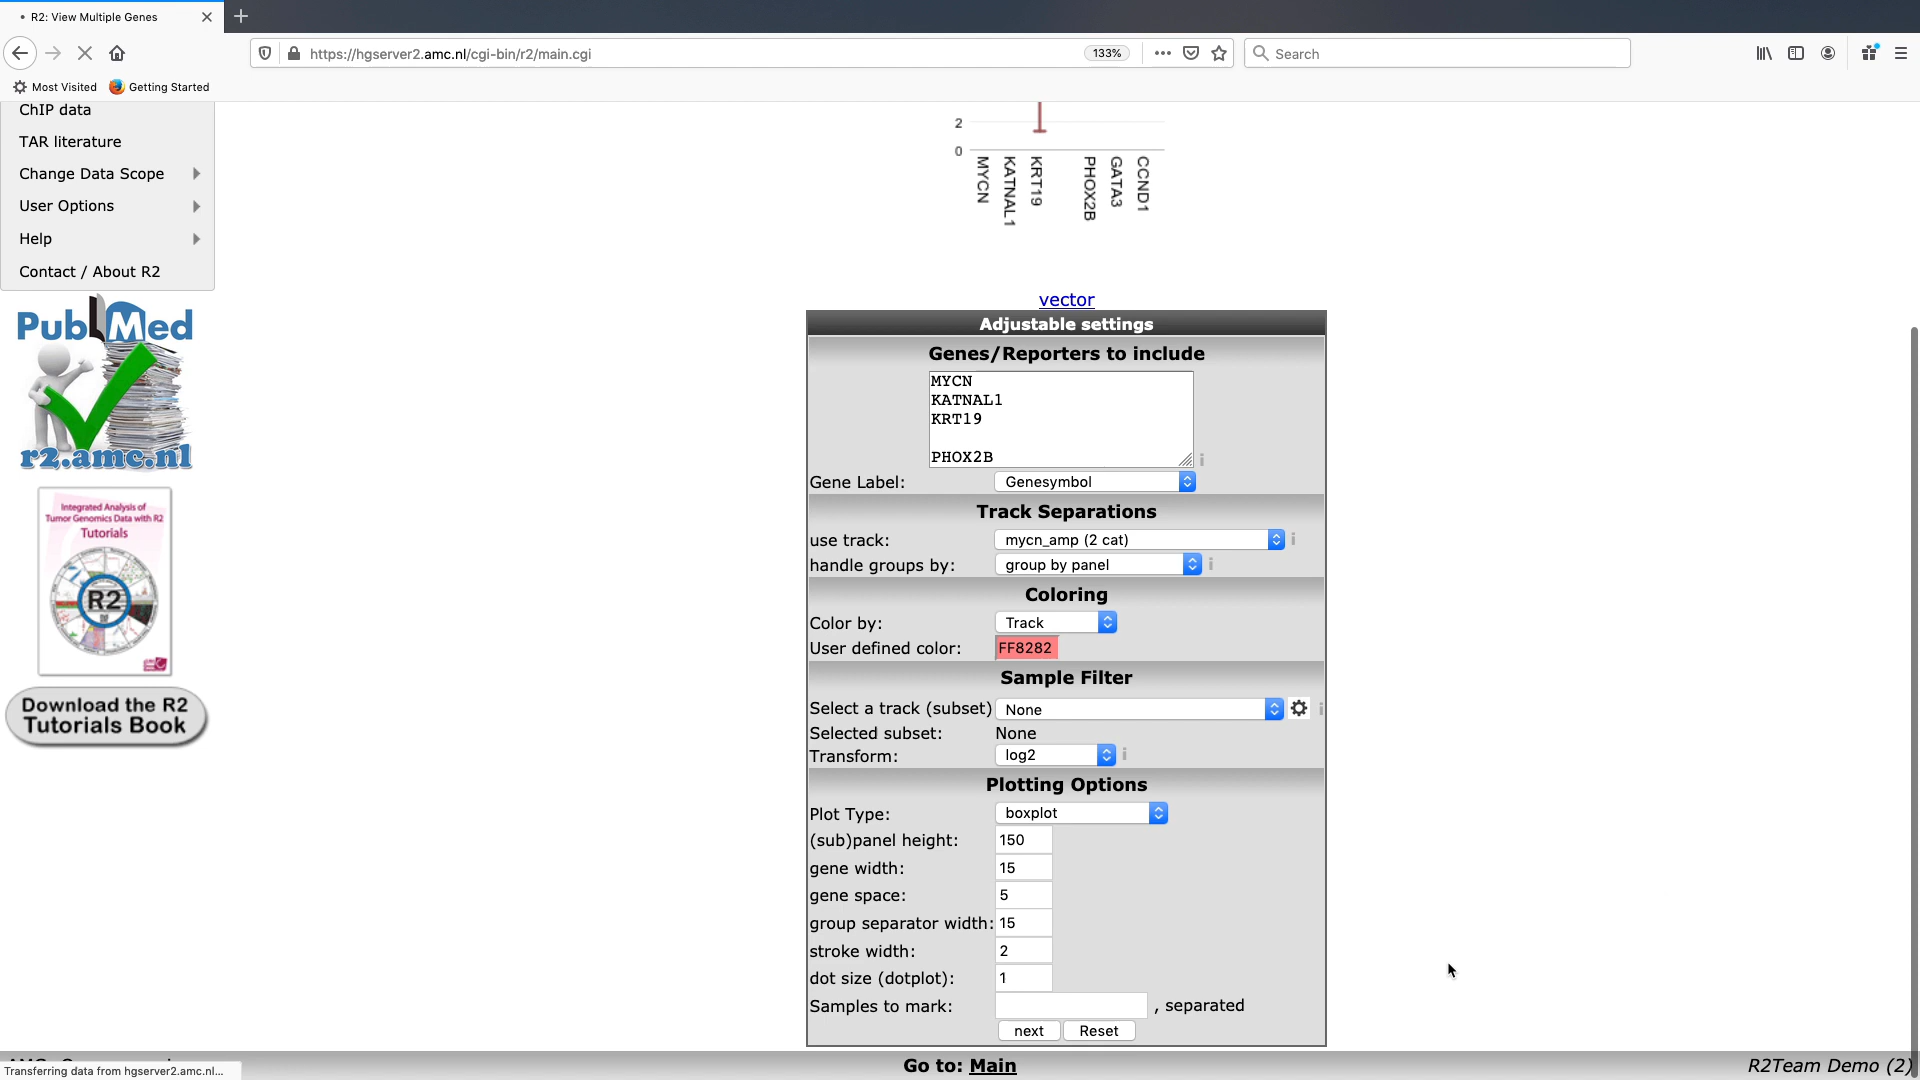 R2: View Multiple Genes
https://hgserver2.amc.nl/cgi-bin/r2/main.cgi
133%
Search
Most Visited
Getting Started
ChIP data
TAR literature
Change Data Scope
User Options
Help
Contact / About R2
PubMed
r2.amc.nl
Integrated Analysis of
Tumor Genomics Data with R2
Tutorials
R2
Download the R2
Tutorials Book
2
0
MYCN
KATNAL1
KRT19
PHOX2B
GATA3
CCND1
vector
Adjustable settings
Genes/Reporters to include
MYCN
KATNAL1
KRT19
PHOX2B
Gene Label: Genesymbol
Track Separations
use track: mycn_amp (2 cat)
handle groups by: group by panel
Coloring
Color by: Track
User defined color: FF8282
Sample Filter
Select a track (subset) None
Selected subset: None
Transform: log2
Plotting Options
Plot Type: boxplot
(sub)panel height: 150
gene width: 15
gene space: 5
group separator width: 15
stroke width: 2
dot size (dotplot): 1
Samples to mark: , separated
next Reset
Go to: Main
R2Team Demo (2)
Transferring data from hgserver2.amc.nl...